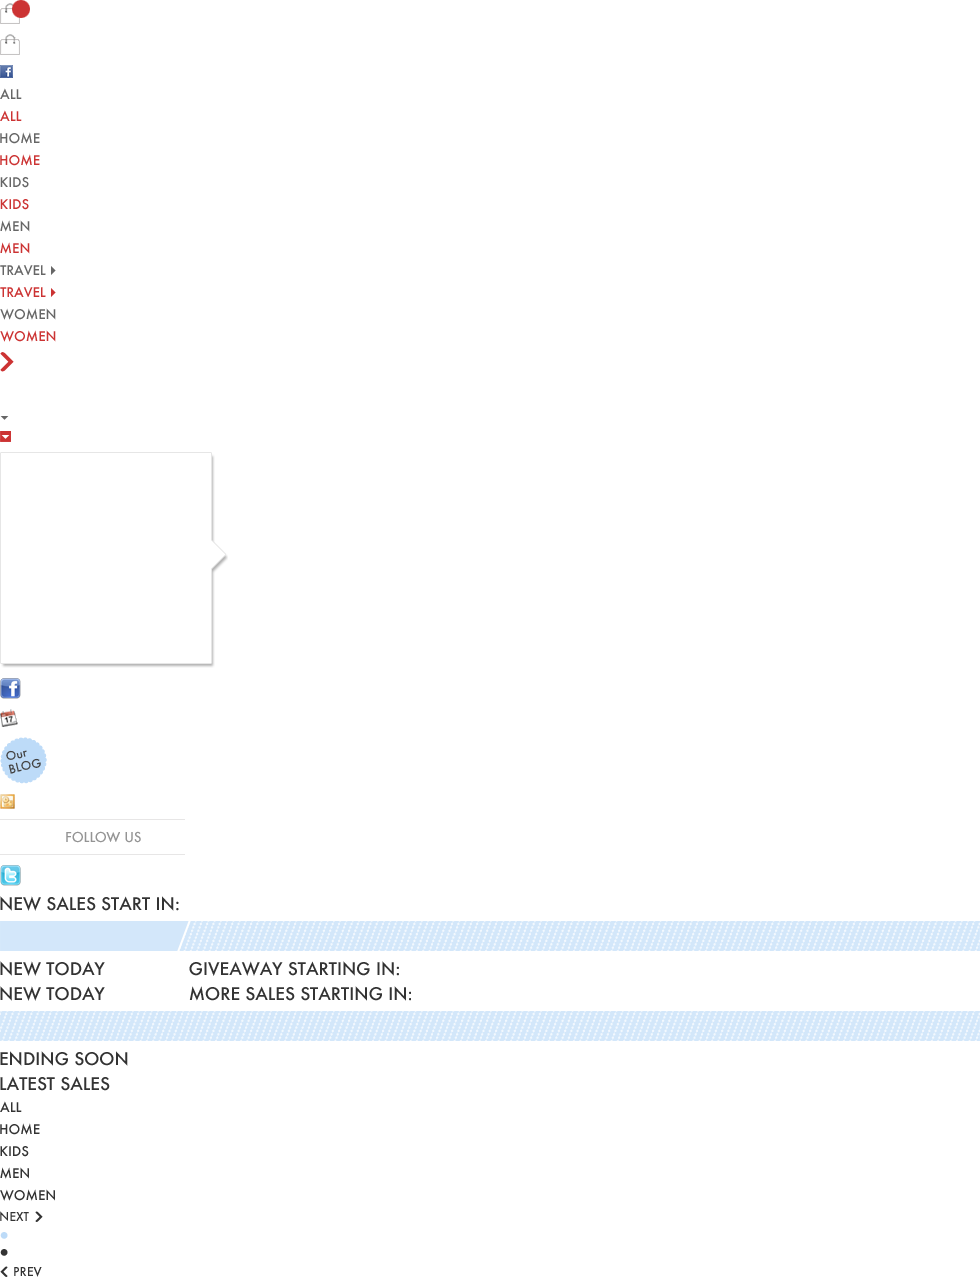 f
ALL
ALL
HOME
HOME
KIDS
KIDS
MEN
MEN
TRAVEL
TRAVEL
WOMEN
WOMEN
f
17
Our
BLOG
FOLLOW US
t
NEW SALES START IN:
NEW TODAY GIVEAWAY STARTING IN:
NEW TODAY MORE SALES STARTING IN:
ENDING SOON
LATEST SALES
ALL
HOME
KIDS
MEN
WOMEN
NEXT
PREV